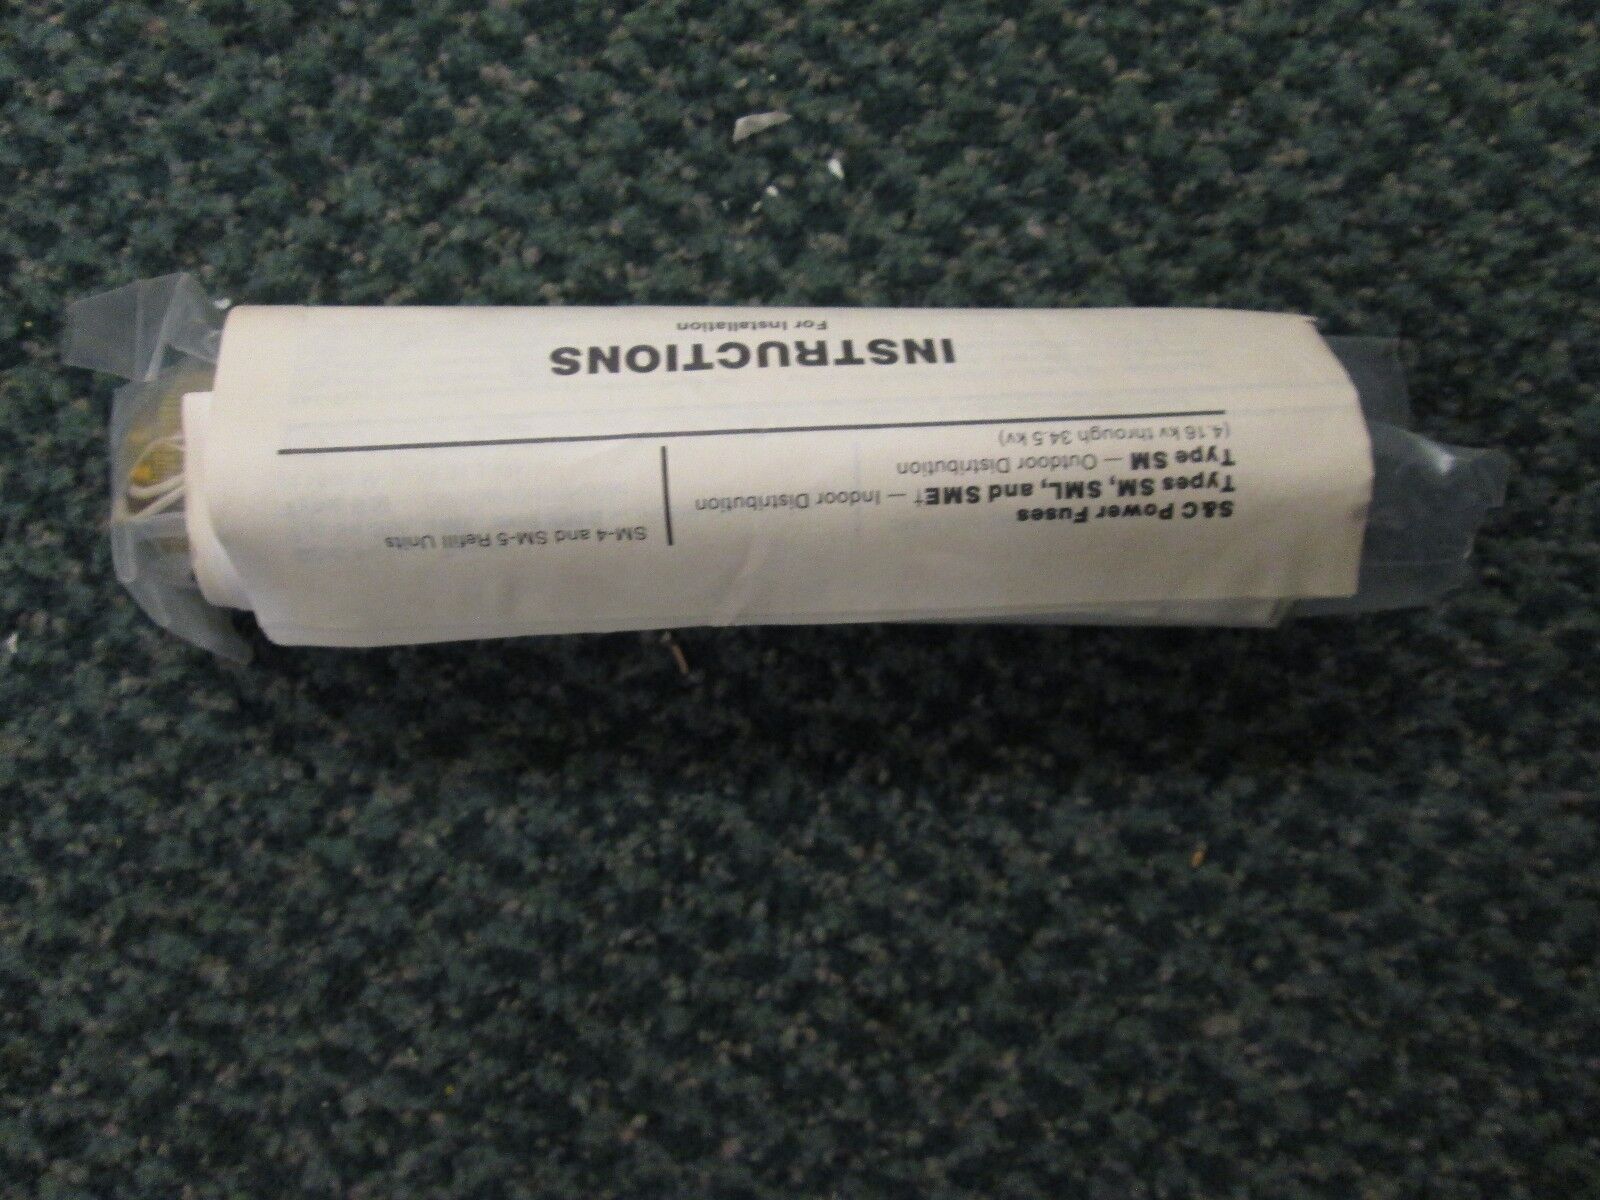 S&C Power Fuses
Types SM, SML, and SME† — Indoor Distribution
Type SM — Outdoor Distribution
(4.16 kv through 34.5 kv)
SM-4 and SM-5 Refill Units
INSTRUCTIONS
For Installation